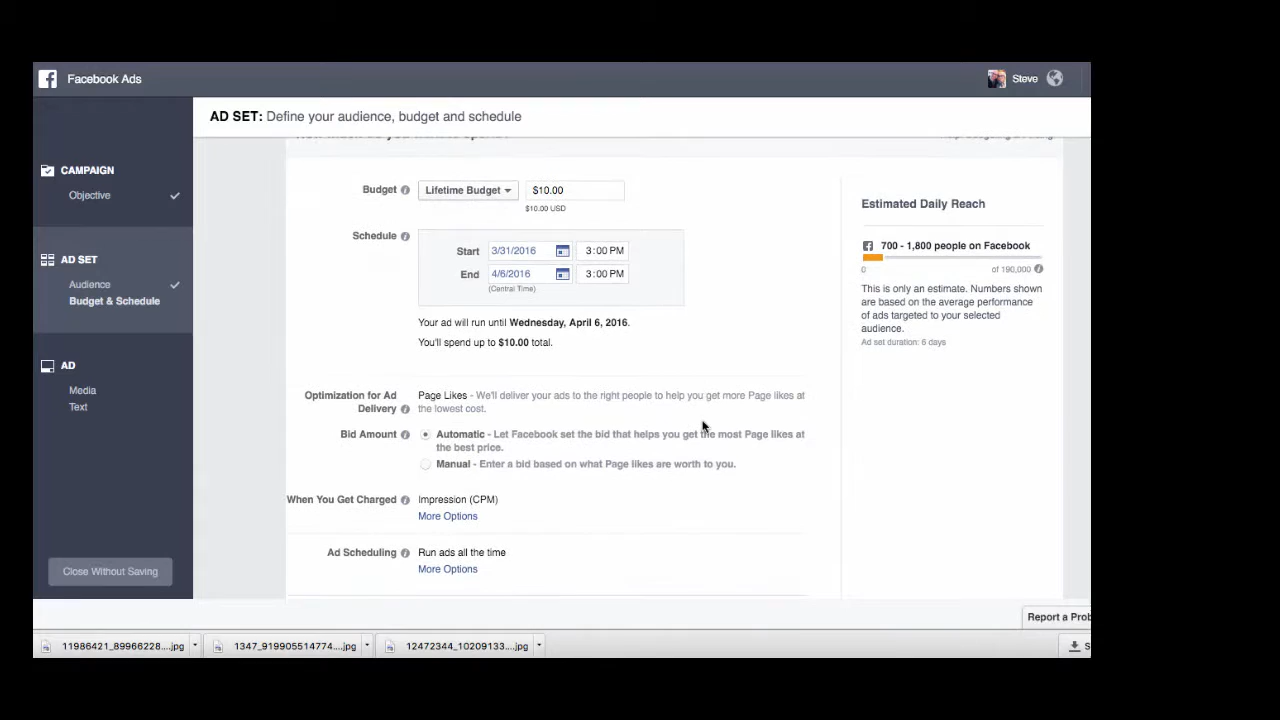 Facebook Ads
Steve
AD SET: Define your audience, budget and schedule
CAMPAIGN
Objective
AD SET
Audience
Budget & Schedule
AD
Media
Text
Close Without Saving
Budget
Lifetime Budget
$10.00
$10.00 USD
Schedule
Start
3/31/2016
3:00 PM
End
4/6/2016
3:00 PM
(Central Time)
Your ad will run until Wednesday, April 6, 2016.
You'll spend up to $10.00 total.
Optimization for Ad
Delivery
Page Likes - We'll deliver your ads to the right people to help you get more Page likes at
the lowest cost.
Bid Amount
Automatic - Let Facebook set the bid that helps you get the most Page likes at
the best price.
Manual - Enter a bid based on what Page likes are worth to you.
When You Get Charged
Impression (CPM)
More Options
Ad Scheduling
Run ads all the time
More Options
Estimated Daily Reach
700 - 1,800 people on Facebook
0
of 190,000
This is only an estimate. Numbers shown
are based on the average performance
of ads targeted to your selected
audience.
Ad set duration: 6 days
Report a Prob
11986421_89966228....jpg
1347_919905514774....jpg
12472344_10209133....jpg
S